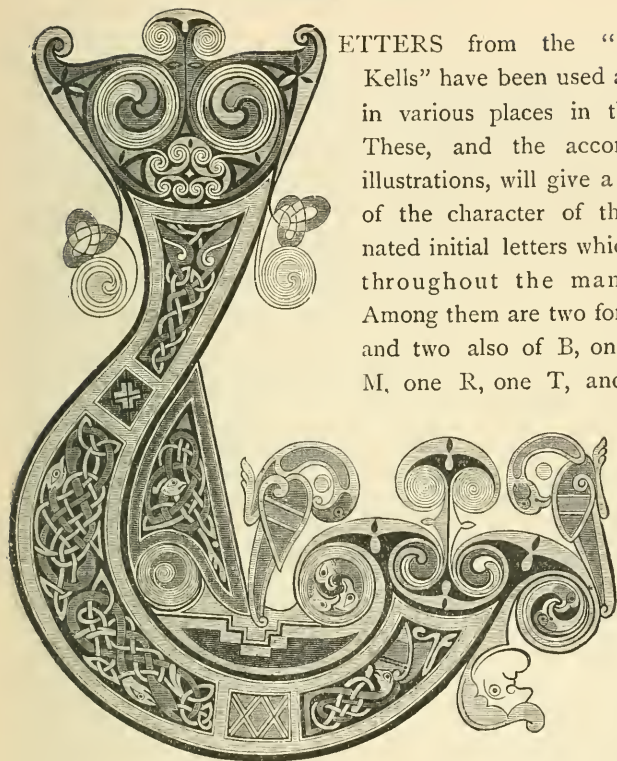 LETTERS from the “
Kells” have been used a
in various places in th
These, and the accor
illustrations, will give a
of the character of th
nated initial letters whic
throughout the man
Among them are two for
and two also of B, on
M, one R, one T, and